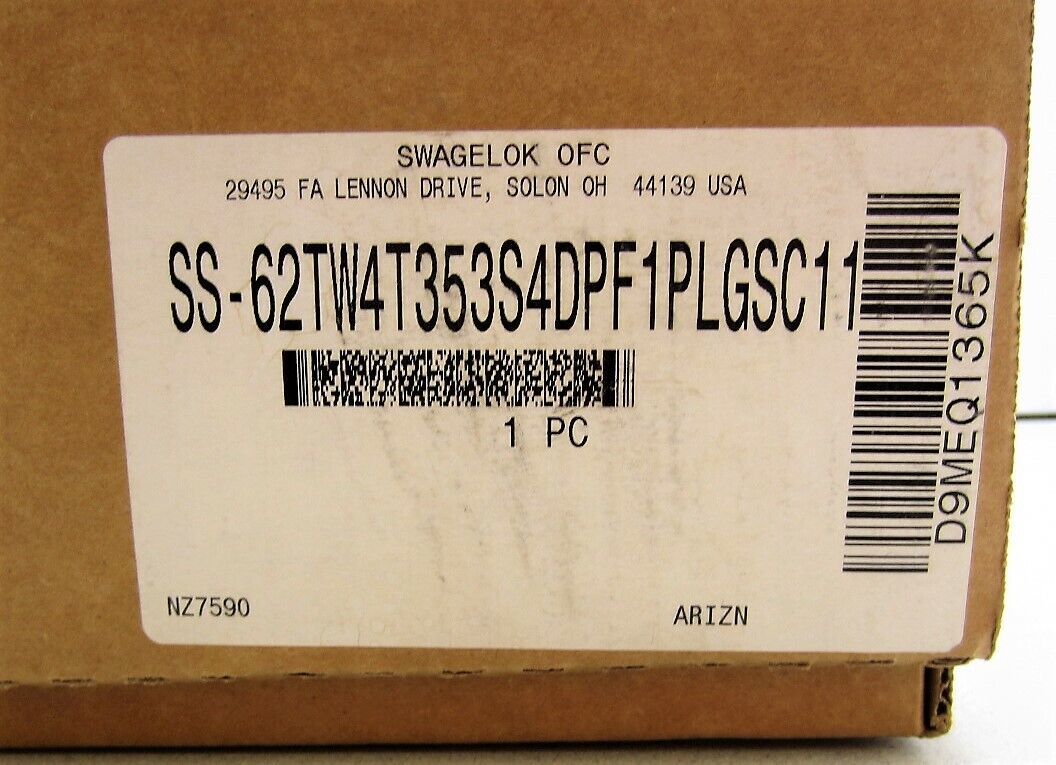 SWAGELOK OFC
29495 FA LENNON DRIVE, SOLON OH 44139 USA
SS-62TW4T353S4DPF1PLGSC11
1 PC
D9MEQ1365K
NZ7590
ARIZN